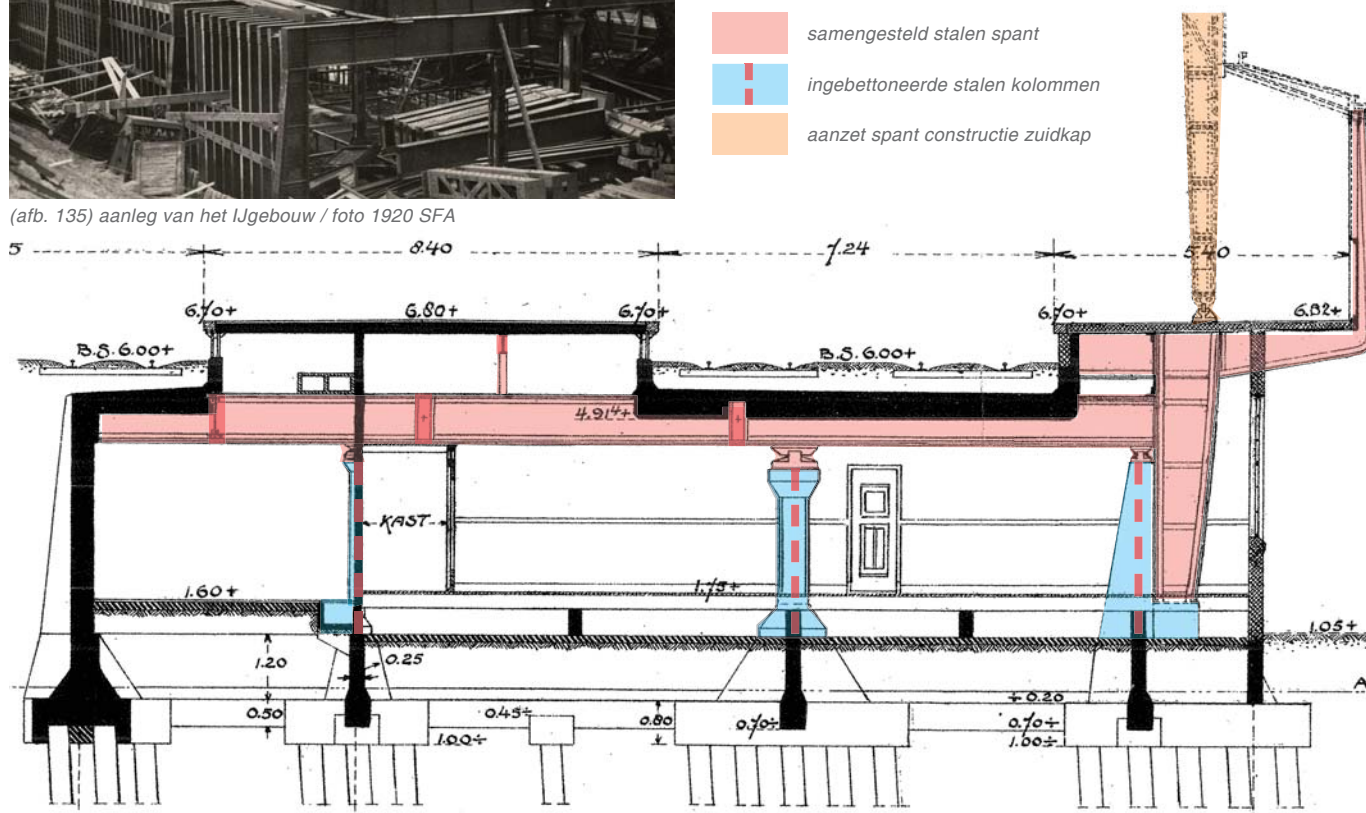 samengesteld stalen spant
ingebettoneerde stalen kolommen
aanzet spant constructie zuidkap
(afb. 135) aanleg van het IJgebouw / foto 1920 SFA
5 8.40 7.24 5.40
6.70+ 6.80+ 6.70+ 6.70+ 6.82+
B.S. 6.00+ B.S. 6.00+
4.91⁴+
KAST
1.60+ 1.75+
1.05+
1.20 0.25
A
÷0.20
0.50 0.45÷ 0.80 0.70÷ 0.70÷
1.00÷ 1.00÷